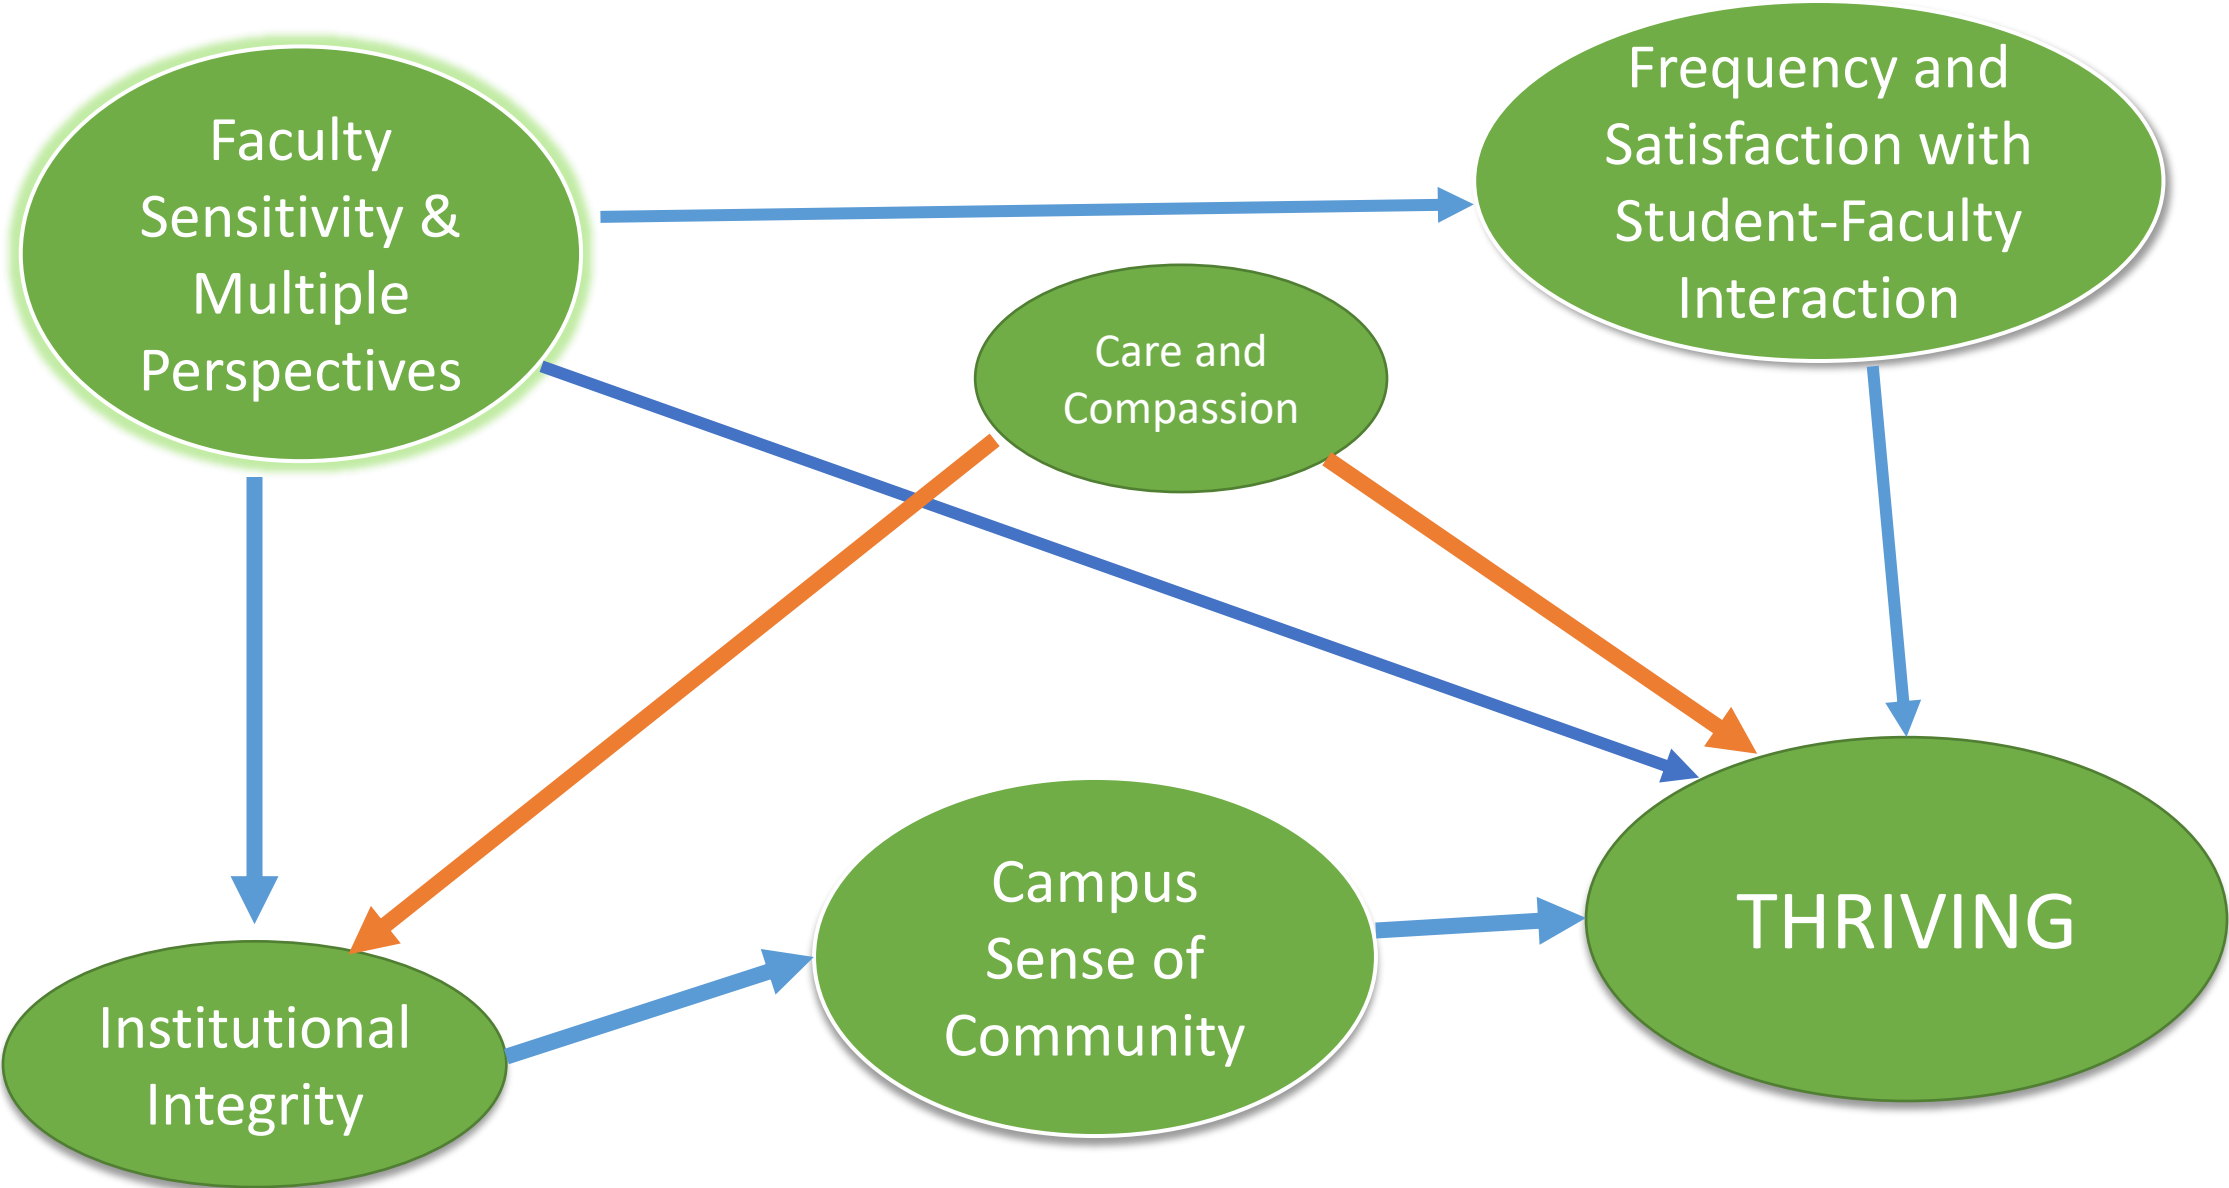 Faculty
Sensitivity &
Multiple
Perspectives
Frequency and
Satisfaction with
Student-Faculty
Interaction
Care and
Compassion
Institutional
Integrity
Campus
Sense of
Community
THRIVING